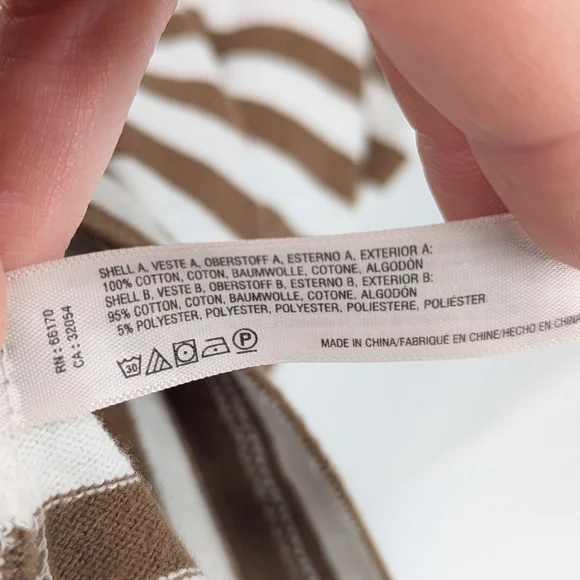 SHELL A, VESTE A, OBERSTOFF A, ESTERNO A, EXTERIOR A:
100% COTTON, COTON, BAUMWOLLE, COTONE, ALGODÓN
SHELL B, VESTE B, OBERSTOFF B, ESTERNO B, EXTERIOR B:
95% COTTON, COTON, BAUMWOLLE, COTONE, ALGODÓN
5% POLYESTER, POLYESTER, POLYESTER, POLIESTERE, POLIÉSTER
RN: 66170
CA: 32054
30 P
MADE IN CHINA/FABRIQUÉ EN CHINE/HECHO EN CHINA